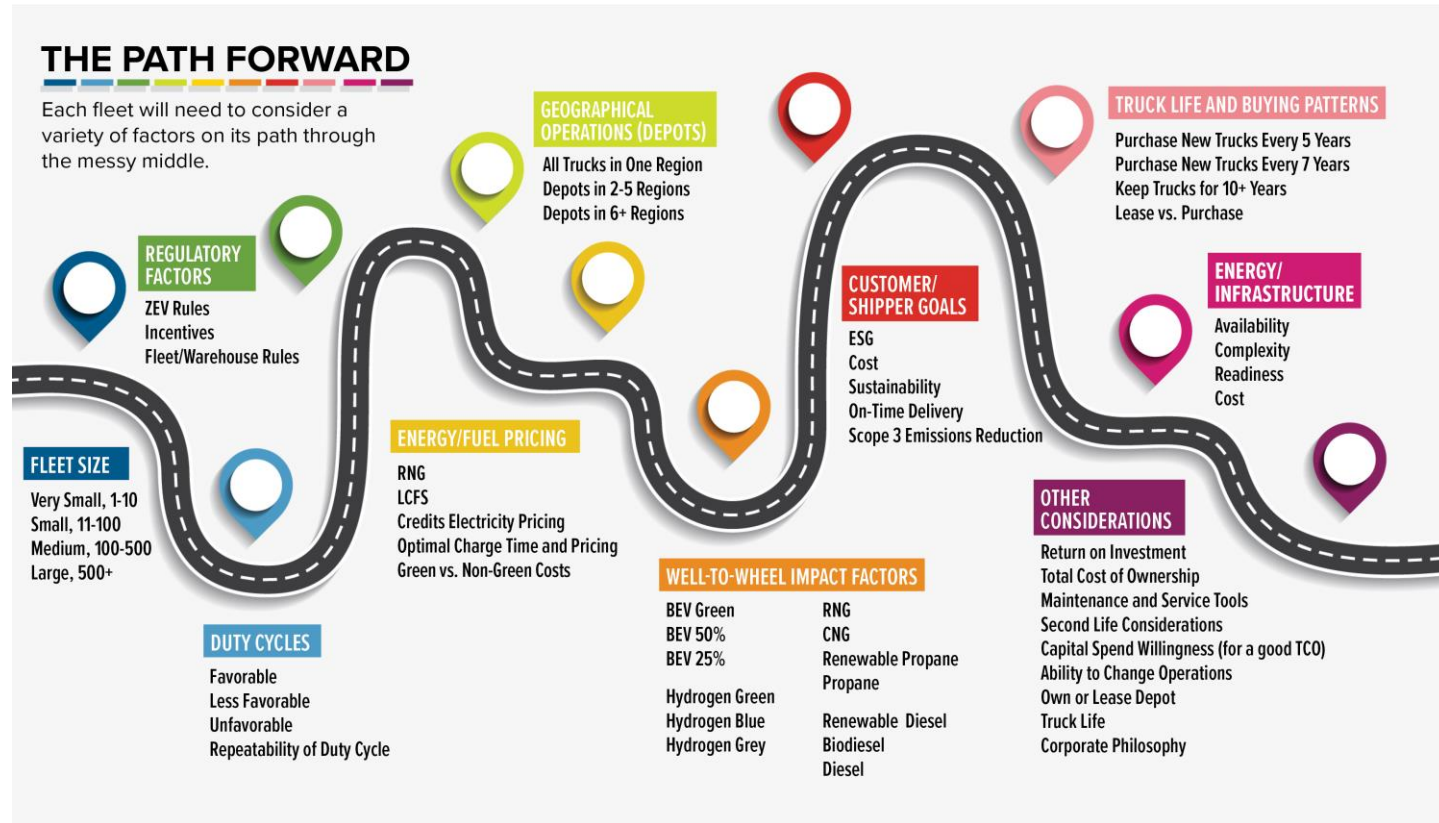 THE PATH FORWARD
Each fleet will need to consider a
variety of factors on its path through
the messy middle.
FLEET SIZE
Very Small, 1-10
Small, 11-100
Medium, 100-500
Large, 500+
REGULATORY
FACTORS
ZEV Rules
Incentives
Fleet/Warehouse Rules
DUTY CYCLES
Favorable
Less Favorable
Unfavorable
Repeatability of Duty Cycle
GEOGRAPHICAL
OPERATIONS (DEPOTS)
All Trucks in One Region
Depots in 2-5 Regions
Depots in 6+ Regions
ENERGY/FUEL PRICING
RNG
LCFS
Credits Electricity Pricing
Optimal Charge Time and Pricing
Green vs. Non-Green Costs
WELL-TO-WHEEL IMPACT FACTORS
BEV Green
BEV 50%
BEV 25%
Hydrogen Green
Hydrogen Blue
Hydrogen Grey
RNG
CNG
Renewable Propane
Propane
Renewable Diesel
Biodiesel
Diesel
CUSTOMER/
SHIPPER GOALS
ESG
Cost
Sustainability
On-Time Delivery
Scope 3 Emissions Reduction
TRUCK LIFE AND BUYING PATTERNS
Purchase New Trucks Every 5 Years
Purchase New Trucks Every 7 Years
Keep Trucks for 10+ Years
Lease vs. Purchase
ENERGY/
INFRASTRUCTURE
Availability
Complexity
Readiness
Cost
OTHER
CONSIDERATIONS
Return on Investment
Total Cost of Ownership
Maintenance and Service Tools
Second Life Considerations
Capital Spend Willingness (for a good TCO)
Ability to Change Operations
Own or Lease Depot
Truck Life
Corporate Philosophy